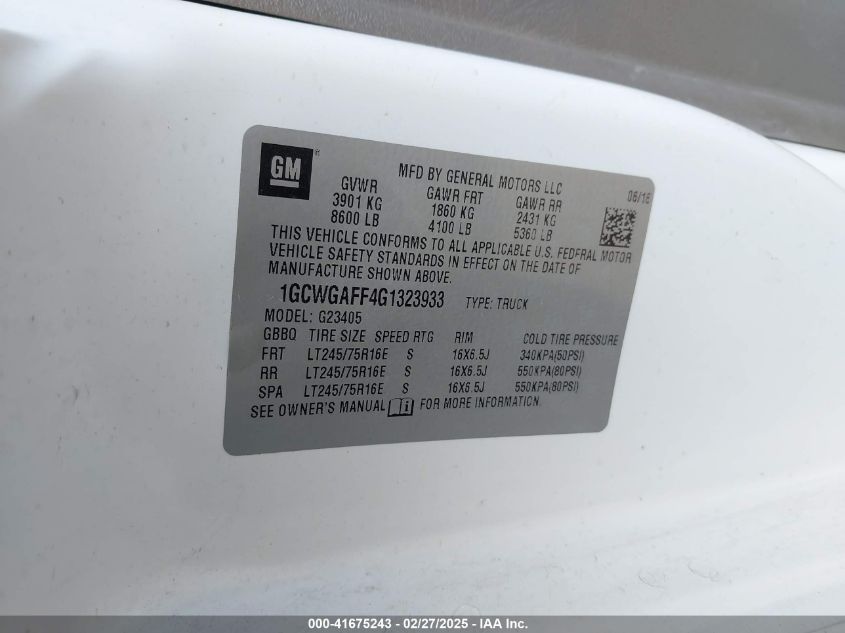 GM ®
MFD BY GENERAL MOTORS LLC 06/16
GVWR GAWR FRT GAWR RR
3901 KG 1860 KG 2431 KG
8600 LB 4100 LB 5360 LB
THIS VEHICLE CONFORMS TO ALL APPLICABLE U.S. FEDERAL MOTOR
VEHICLE SAFETY STANDARDS IN EFFECT ON THE DATE OF
MANUFACTURE SHOWN ABOVE.
1GCWGAFF4G1323933 TYPE: TRUCK
MODEL: G23405
GBBQ TIRE SIZE SPEED RTG RIM COLD TIRE PRESSURE
FRT LT245/75R16E S 16X6.5J 340KPA(50PSI)
RR LT245/75R16E S 16X6.5J 550KPA(80PSI)
SPA LT245/75R16E S 16X6.5J 550KPA(80PSI)
SEE OWNER'S MANUAL i FOR MORE INFORMATION.
000-41675243 - 02/27/2025 - IAA Inc.